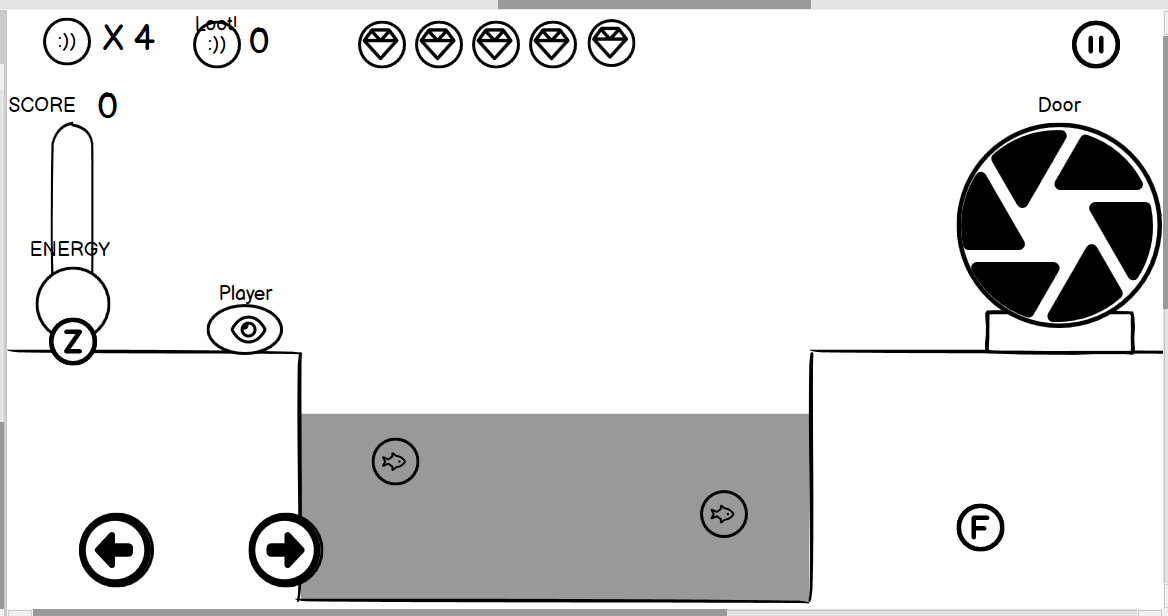 :)) X 4
Loot!
:)) 0
SCORE 0
Door
ENERGY
Player
Z
F